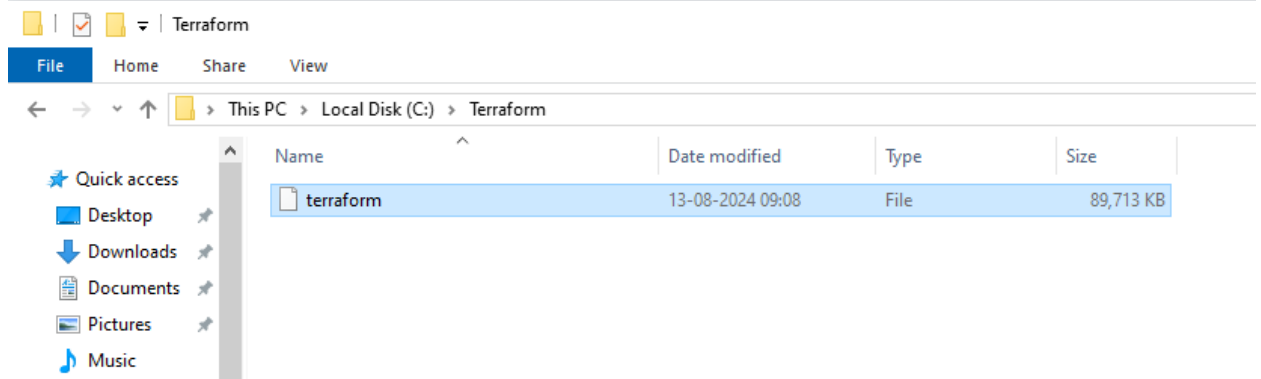 Terraform
File Home Share View
This PC > Local Disk (C:) > Terraform
Name Date modified Type Size
Quick access
terraform 13-08-2024 09:08 File 89,713 KB
Desktop
Downloads
Documents
Pictures
Music